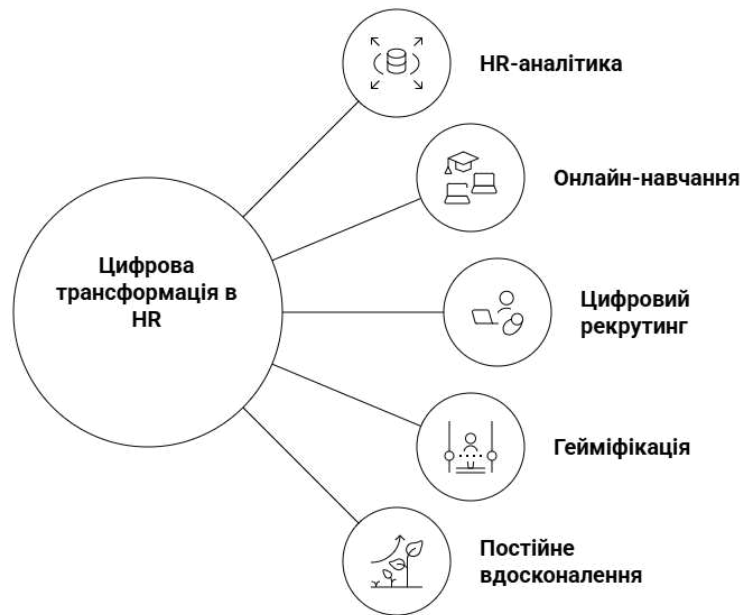 HR-аналітика
Онлайн-навчання
Цифрова
трансформація в
HR
Цифровий
рекрутинг
Гейміфікація
Постійне
вдосконалення